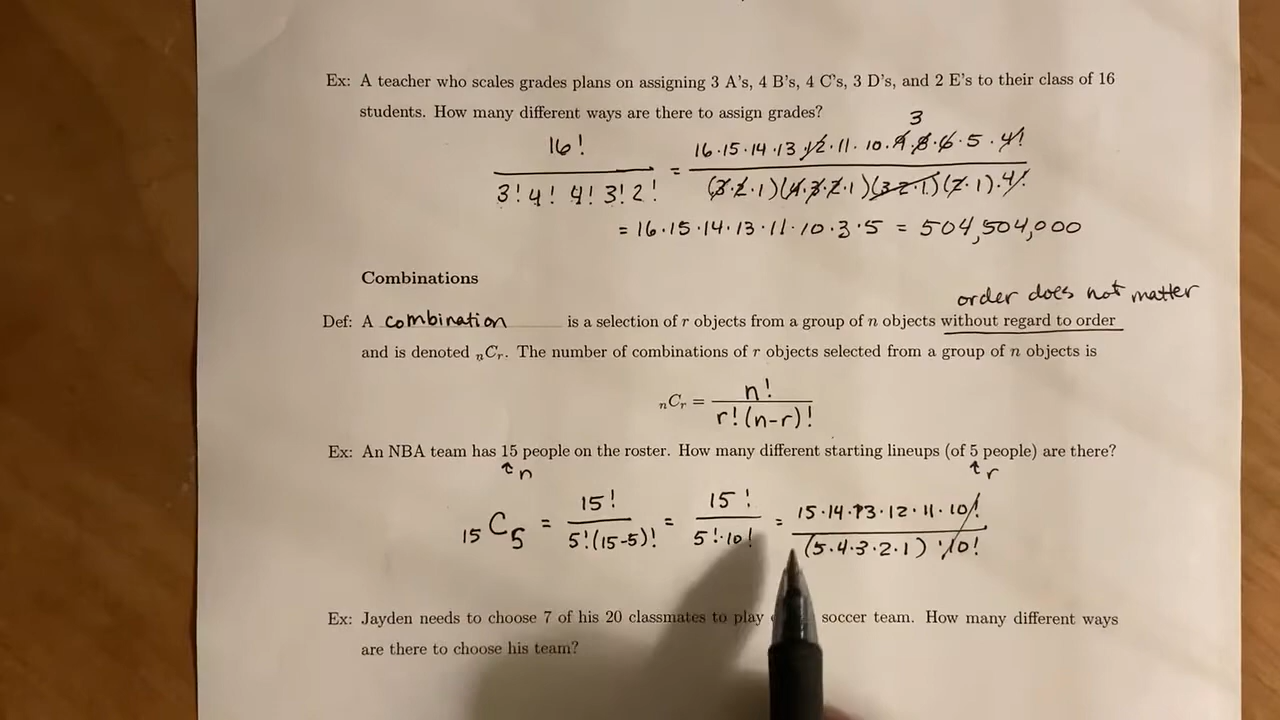 Ex: A teacher who scales grades plans on assigning 3 A's, 4 B's, 4 C's, 3 D's, and 2 E's to their class of 16
students. How many different ways are there to assign grades?
3
16! / 3! 4! 4! 3! 2! = 16·15·14·13·12·11·10·9·8·6·5·4! / (3·2·1)(4·3·2·1)(3·2·1)(2·1)·4!
= 16·15·14·13·11·10·3·5 = 504,504,000
Combinations
order does not matter
Def: A combination is a selection of r objects from a group of n objects without regard to order
and is denoted nCr. The number of combinations of r objects selected from a group of n objects is
nCr = n! / r!(n-r)!
Ex: An NBA team has 15 people on the roster. How many different starting lineups (of 5 people) are there?
↑ n ↑ r
15C5 = 15! / 5!(15-5)! = 15! / 5!·10! = 15·14·13·12·11·10! / (5·4·3·2·1)·10!
Ex: Jayden needs to choose 7 of his 20 classmates to play soccer team. How many different ways
are there to choose his team?